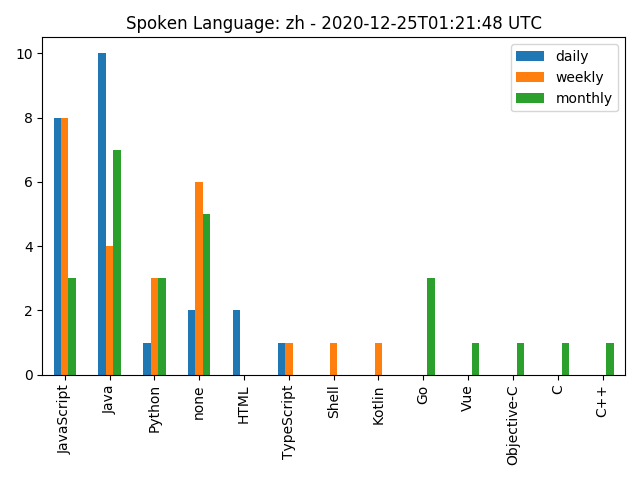 Spoken Language: zh - 2020-12-25T01:21:48 UTC
daily
weekly
monthly
10
8
6
4
2
0
JavaScript
Java
Python
none
HTML
TypeScript
Shell
Kotlin
Go
Vue
Objective-C
C
C++